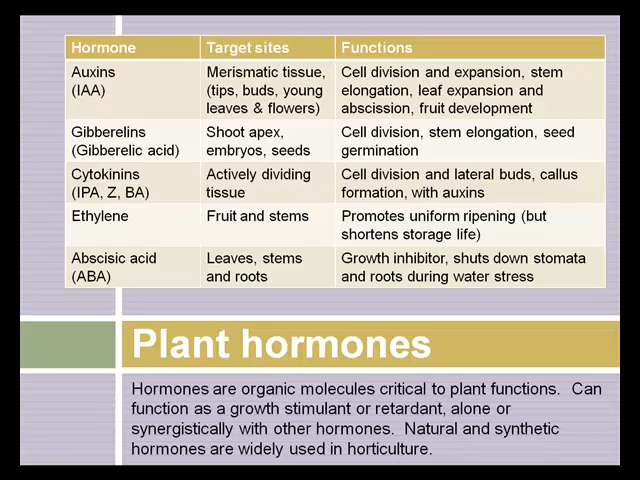 Hormone Target sites Functions
Auxins Merismatic tissue, Cell division and expansion, stem
(IAA) (tips, buds, young elongation, leaf expansion and
leaves & flowers) abscission, fruit development
Gibberelins Shoot apex, Cell division, stem elongation, seed
(Gibberelic acid) embryos, seeds germination
Cytokinins Actively dividing Cell division and lateral buds, callus
(IPA, Z, BA) tissue formation, with auxins
Ethylene Fruit and stems Promotes uniform ripening (but
shortens storage life)
Abscisic acid Leaves, stems Growth inhibitor, shuts down stomata
(ABA) and roots and roots during water stress
Plant hormones
Hormones are organic molecules critical to plant functions. Can
function as a growth stimulant or retardant, alone or
synergistically with other hormones. Natural and synthetic
hormones are widely used in horticulture.